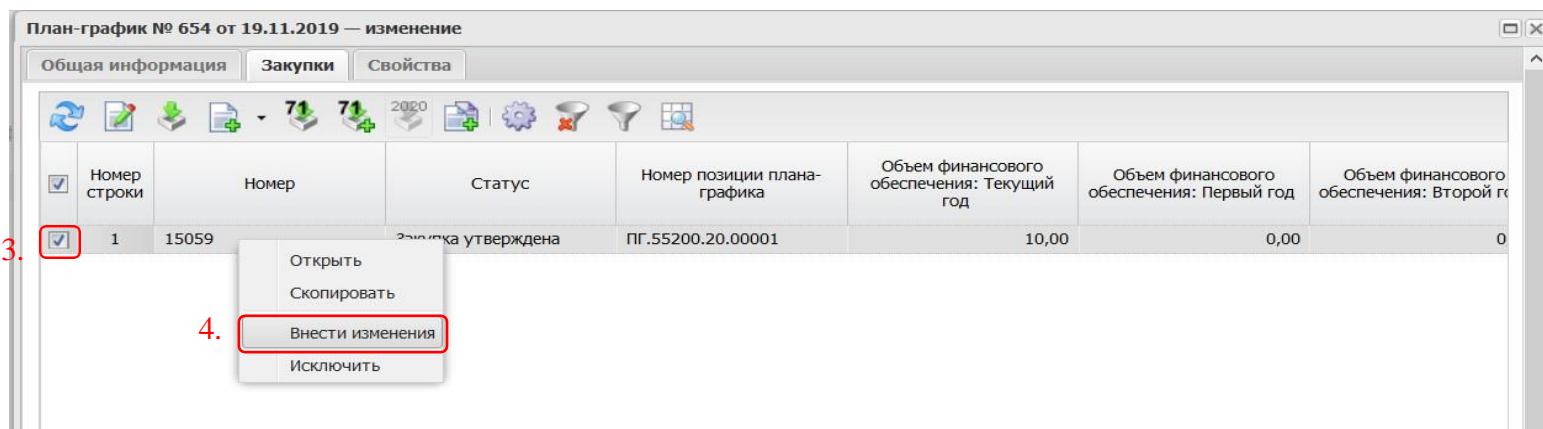 План-график № 654 от 19.11.2019 — изменение
Общая информация Закупки Свойства
71 71 2020
Номер строки Номер Статус Номер позиции плана-графика Объем финансового обеспечения: Текущий год Объем финансового обеспечения: Первый год Объем финансового обеспечения: Второй го
3. 1 15059 Закупка утверждена ПГ.55200.20.00001 10,00 0,00 0
Открыть
Скопировать
4. Внести изменения
Исключить